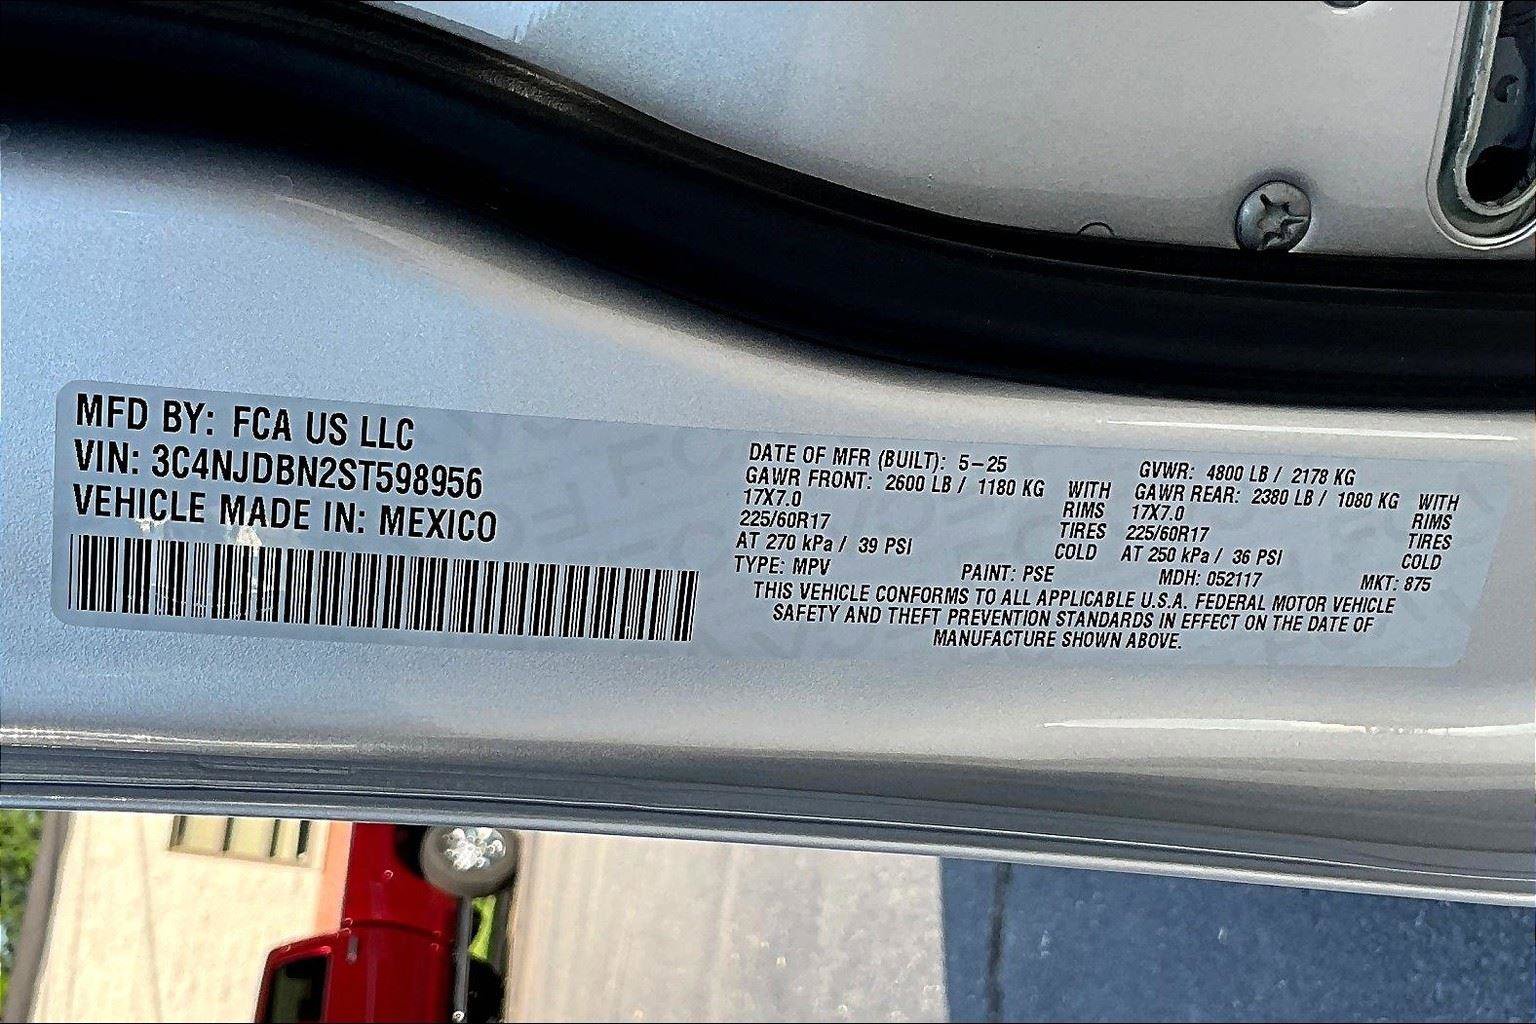 MFD BY: FCA US LLC
VIN: 3C4NJDBN2ST598956
VEHICLE MADE IN: MEXICO
DATE OF MFR (BUILT): 5-25
GAWR FRONT: 2600 LB / 1180 KG WITH
17X7.0 RIMS
225/60R17 TIRES
AT 270 kPa / 39 PSI COLD
GVWR: 4800 LB / 2178 KG
GAWR REAR: 2380 LB / 1080 KG WITH
17X7.0 RIMS
225/60R17 TIRES
AT 250 kPa / 36 PSI COLD
TYPE: MPV PAINT: PSE MDH: 052117 MKT: 875
THIS VEHICLE CONFORMS TO ALL APPLICABLE U.S.A. FEDERAL MOTOR VEHICLE
SAFETY AND THEFT PREVENTION STANDARDS IN EFFECT ON THE DATE OF
MANUFACTURE SHOWN ABOVE.